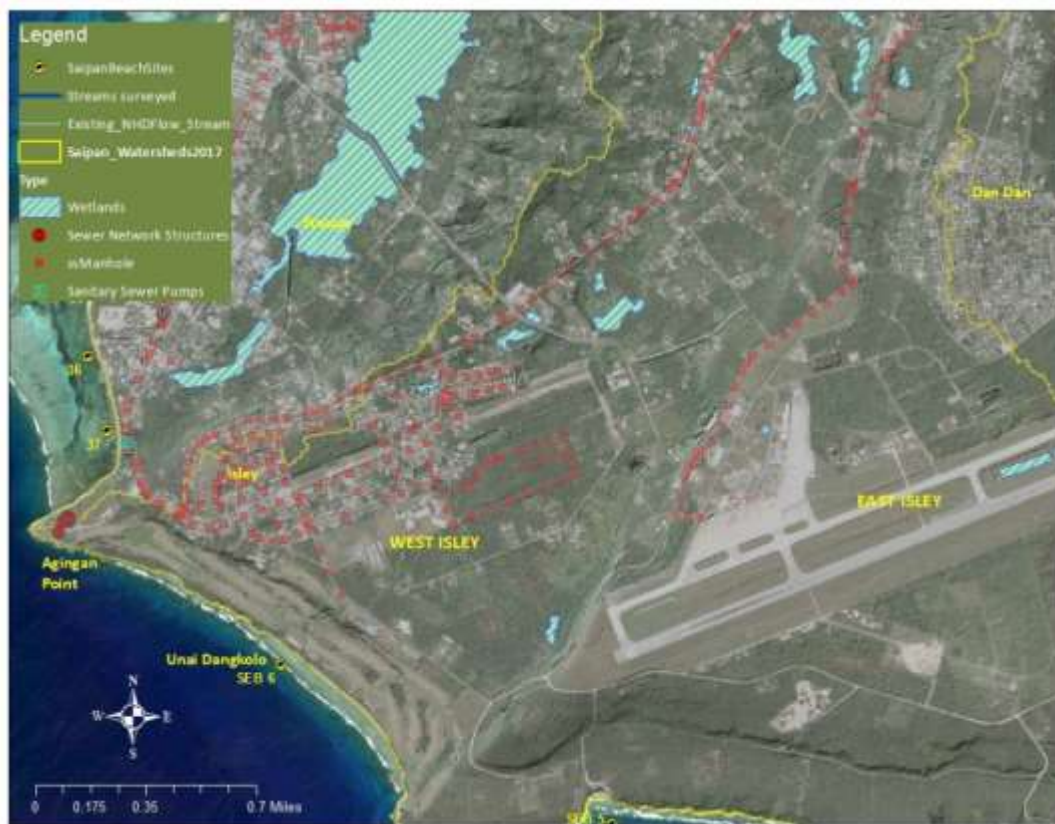 Legend
SaipanBeachSites
Streams surveyed
Existing_NHDFlow_Stream
Saipan_Watersheds2017
Type
Wetlands
Sewer Network Structures
ssManhole
Sanitary Sewer Pumps
Dan Dan
36
37
Isley
WEST ISLEY
EAST ISLEY
Agingan
Point
Unai Dangkolo
SEB 6
N
W E
S
0 0.175 0.35 0.7 Miles